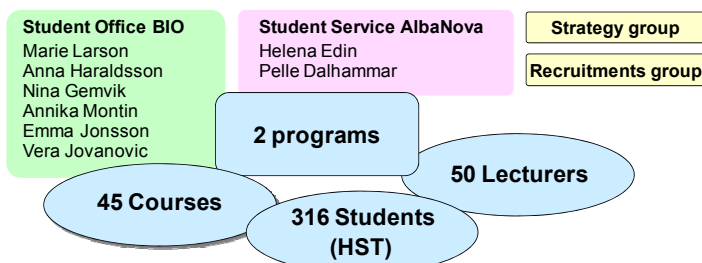 Student Office BIO
Marie Larson
Anna Haraldsson
Nina Gemvik
Annika Montin
Emma Jonsson
Vera Jovanovic
Student Service AlbaNova
Helena Edin
Pelle Dalhammar
Strategy group
Recruitments group
2 programs
50 Lecturers
45 Courses
316 Students
(HST)